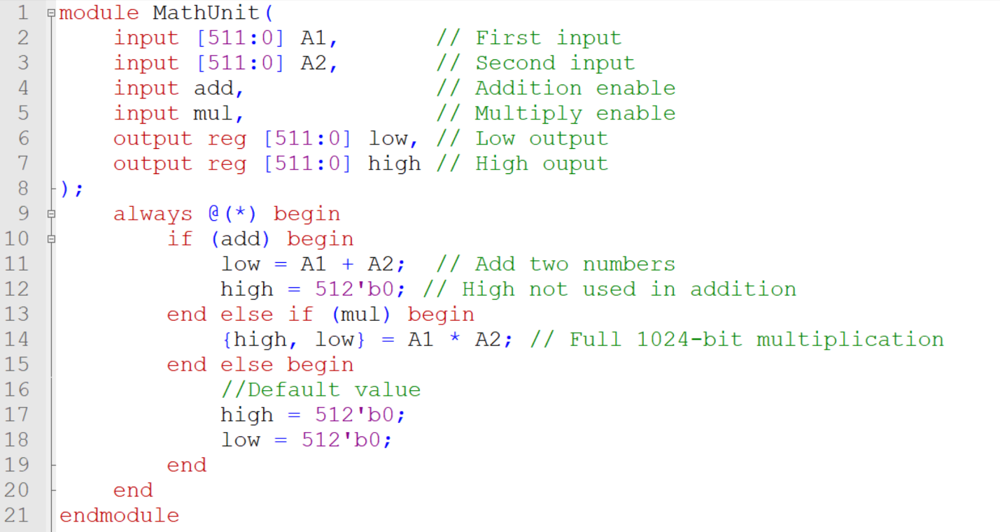 1 module MathUnit(
2 input [511:0] A1, // First input
3 input [511:0] A2, // Second input
4 input add, // Addition enable
5 input mul, // Multiply enable
6 output reg [511:0] low, // Low output
7 output reg [511:0] high // High ouput
8 );
9 always @(*) begin
10 if (add) begin
11 low = A1 + A2; // Add two numbers
12 high = 512'b0; // High not used in addition
13 end else if (mul) begin
14 {high, low} = A1 * A2; // Full 1024-bit multiplication
15 end else begin
16 //Default value
17 high = 512'b0;
18 low = 512'b0;
19 end
20 end
21 endmodule